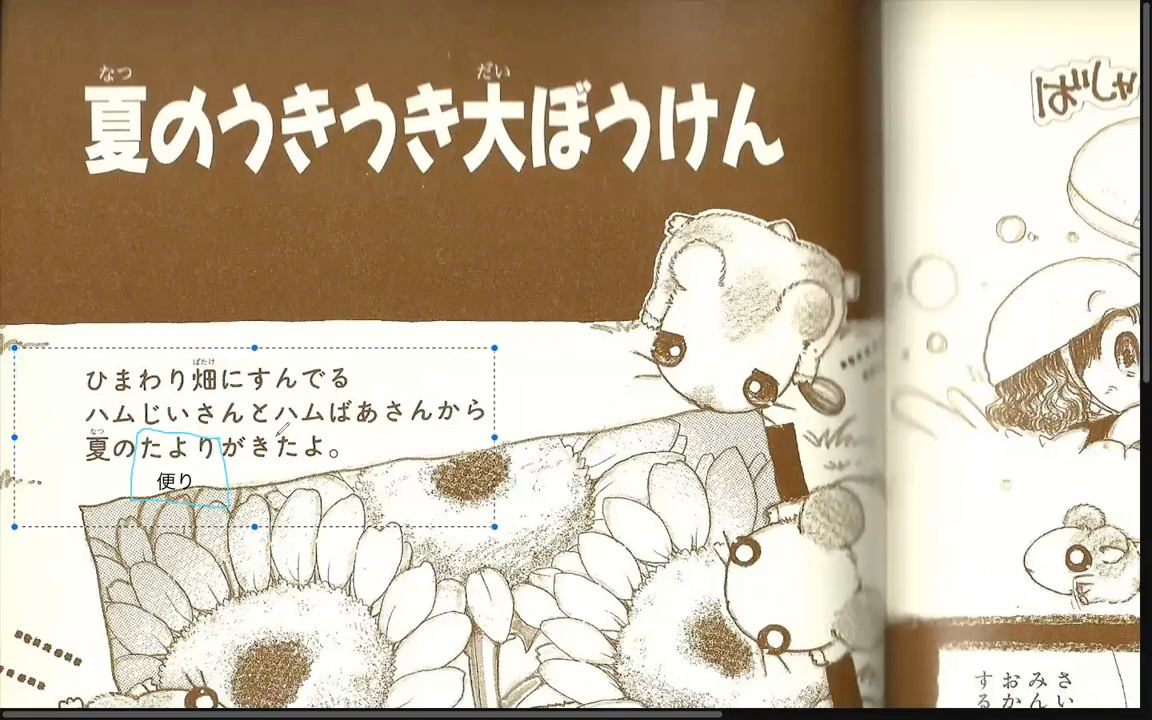 なつ だい
夏のうきうき大ぼうけん
ばしゃ
ばたけ
ひまわり畑にすんでる
ハムじいさんとハムばあさんから
なつ
夏のたよりがきたよ。
便り
さい
みん
おか
する